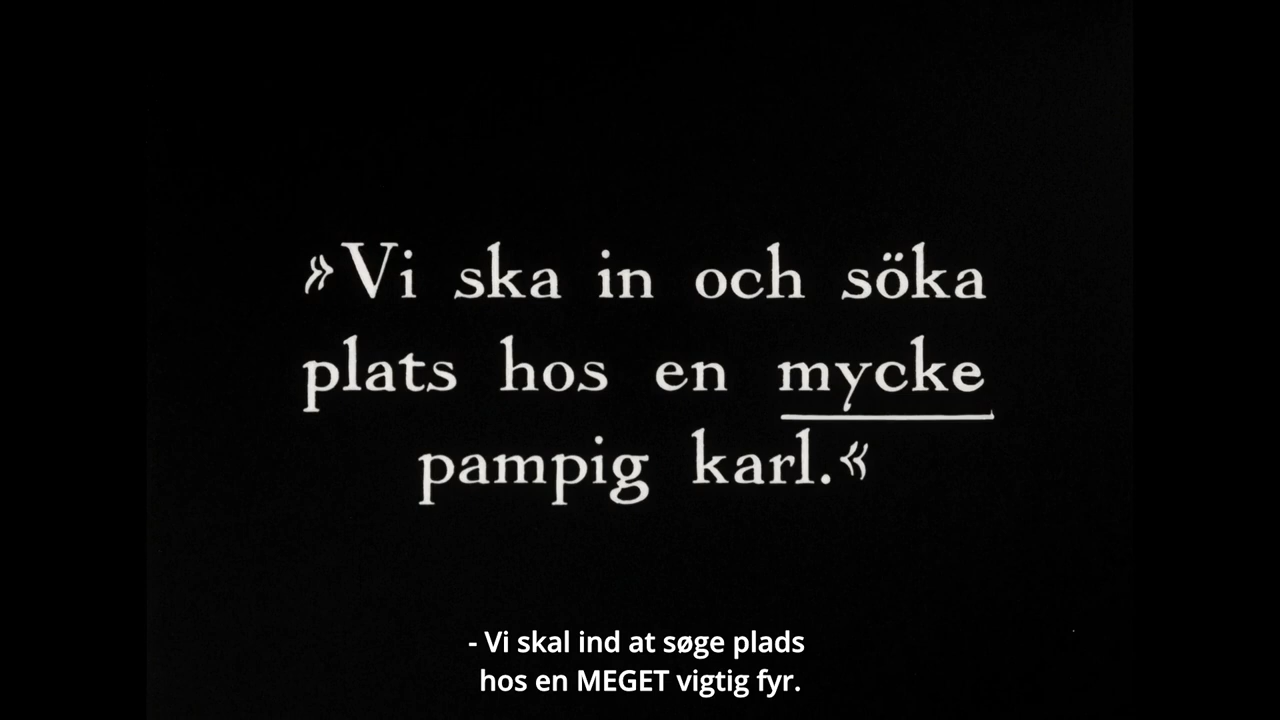 »Vi ska in och söka
plats hos en mycke
pampig karl.«
- Vi skal ind at søge plads
hos en MEGET vigtig fyr.